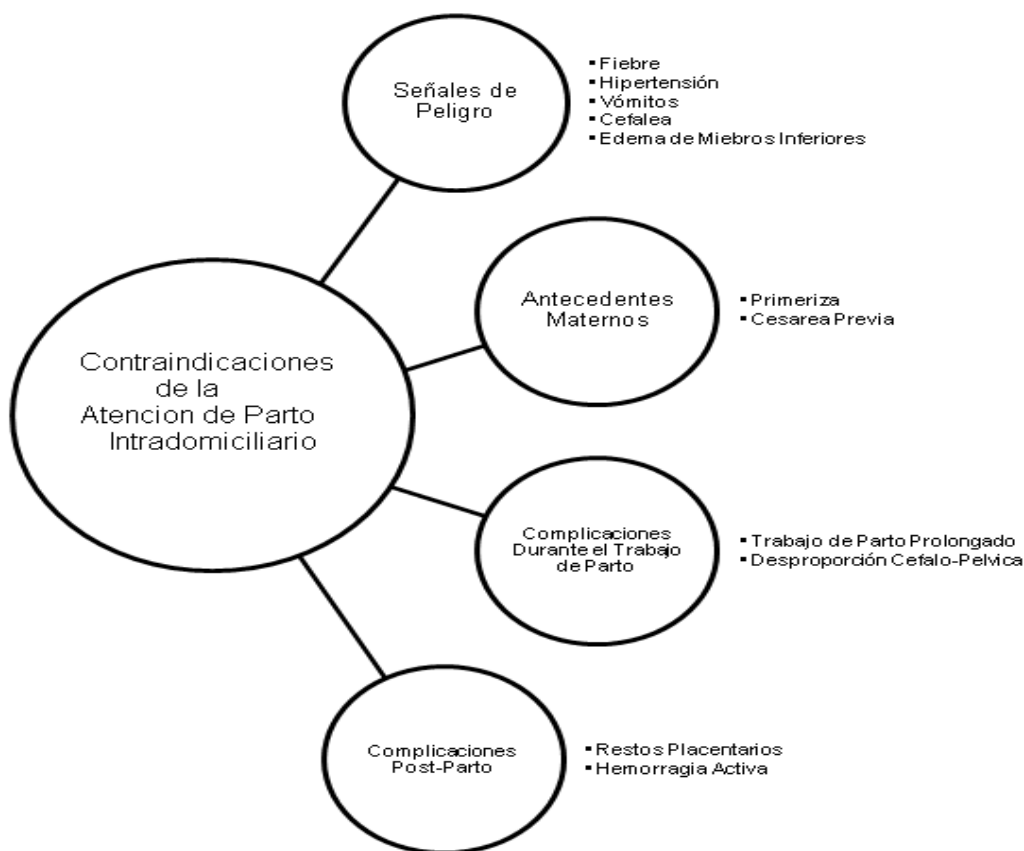 Señales de
Peligro
▪ Fiebre
▪ Hipertensión
▪ Vómitos
▪ Cefalea
▪ Edema de Miebros Inferiores
Antecedentes
Maternos
▪ Primeriza
▪ Cesarea Previa
Contraindicaciones
de la
Atencion de Parto
Intradomiciliario
Complicaciones
Durante el Trabajo
de Parto
▪ Trabajo de Parto Prolongado
▪ Desproporción Cefalo-Pelvica
Complicaciones
Post-Parto
▪ Restos Placentarios
▪ Hemorragia Activa